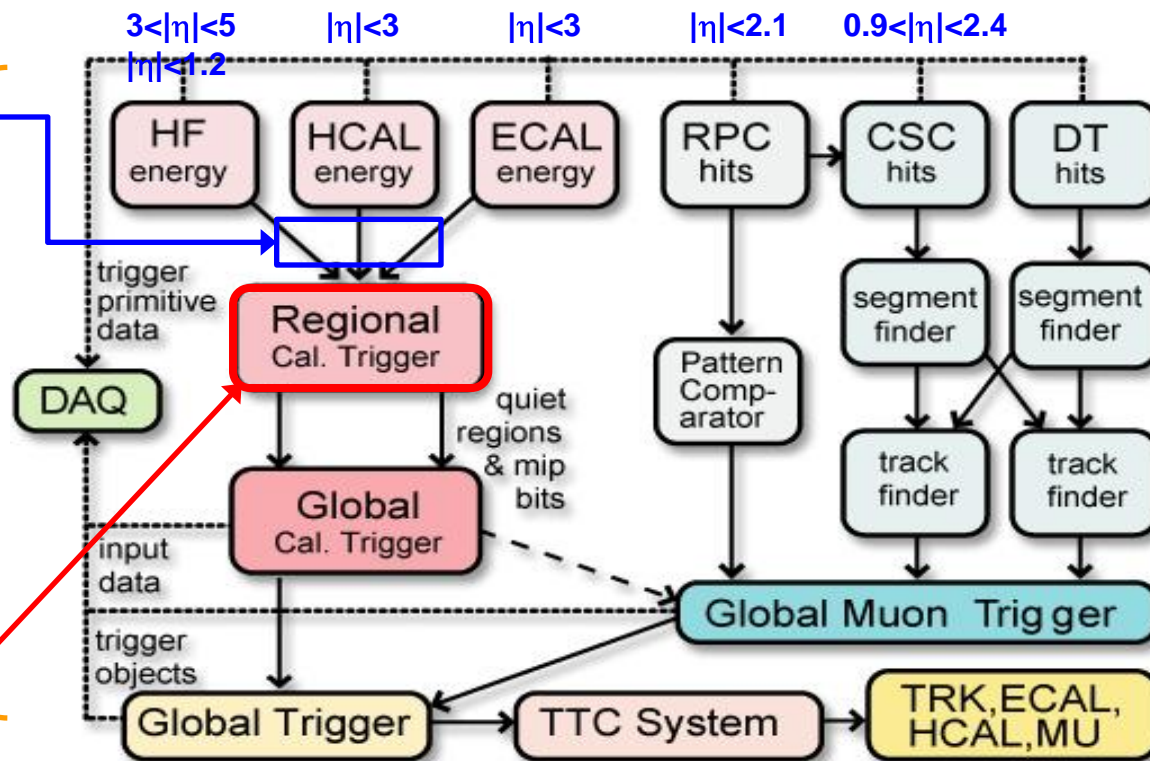 3<|η|<5
|η|<3
|η|<3
|η|<2.1
0.9<|η|<2.4
|η|<1.2
HF
energy
HCAL
energy
ECAL
energy
RPC
hits
CSC
hits
DT
hits
trigger
primitive
data
Regional
Cal. Trigger
segment
finder
segment
finder
DAQ
Pattern
Comp-
arator
quiet
regions
& mip
bits
track
finder
track
finder
Global
Cal. Trigger
input
data
Global Muon Trigger
trigger
objects
Global Trigger
TTC System
TRK,ECAL,
HCAL,MU